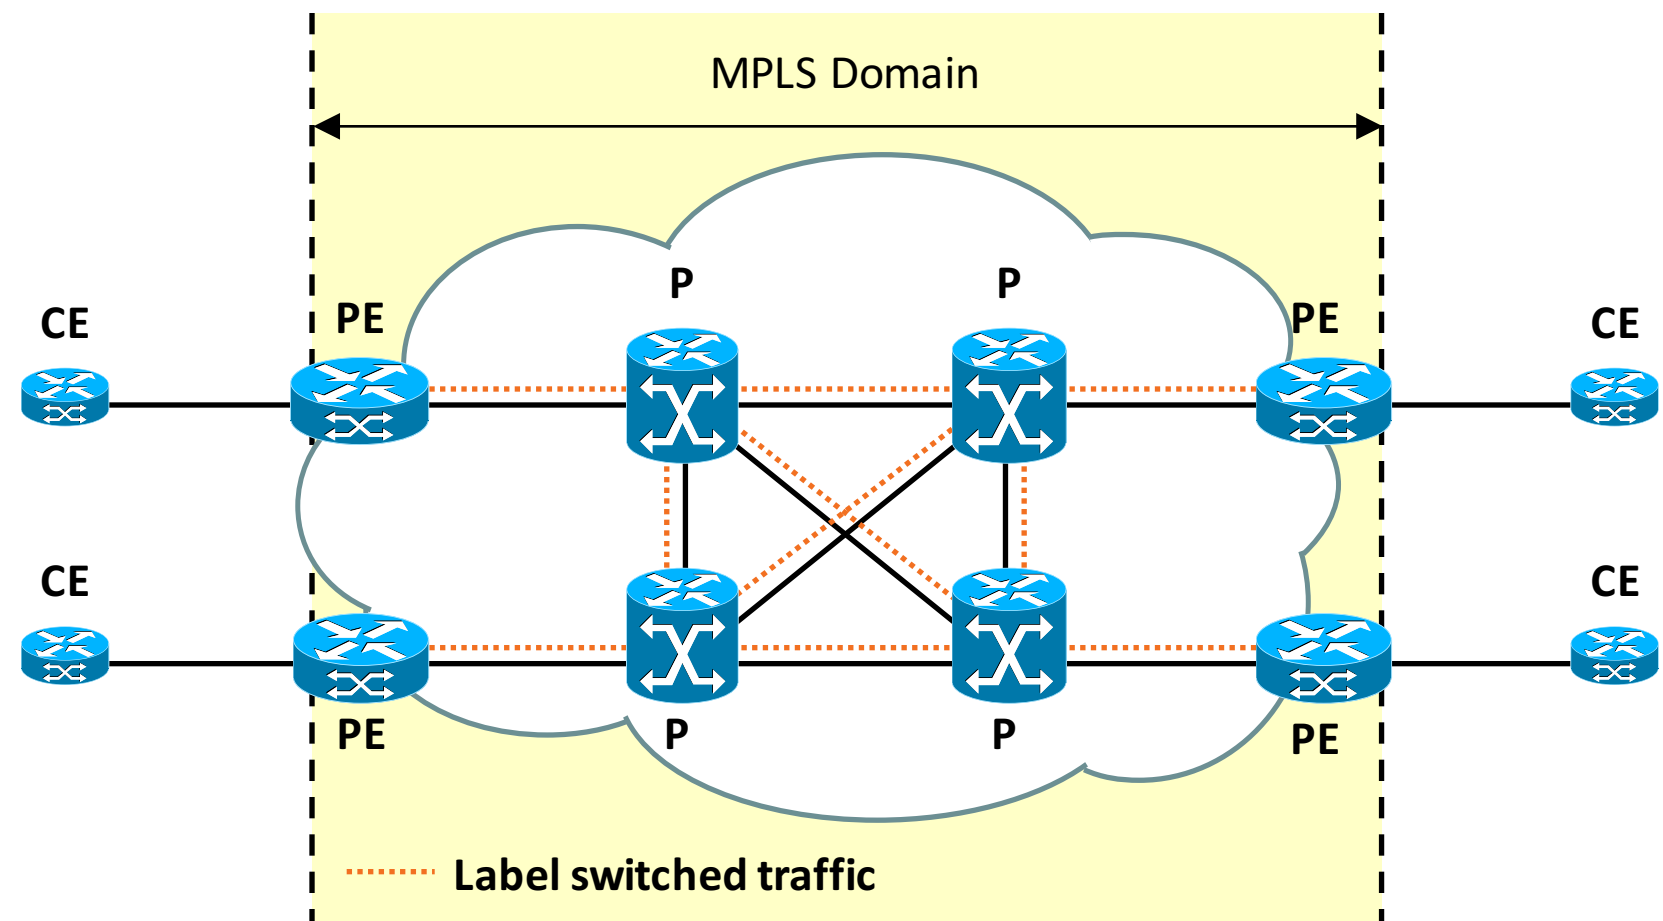 MPLS Domain
P P
CE PE PE CE
CE CE
PE P P PE
Label switched traffic